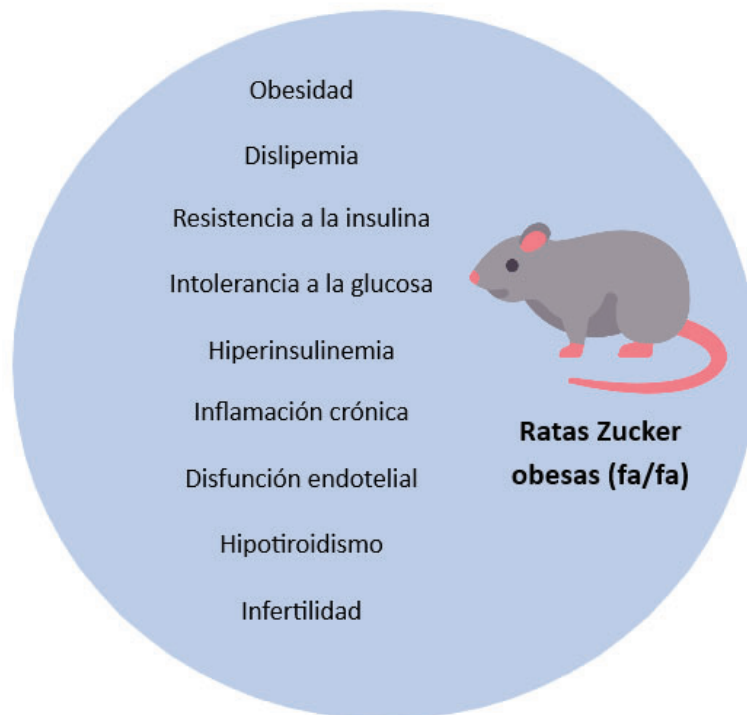 Obesidad
Dislipemia
Resistencia a la insulina
Intolerancia a la glucosa
Hiperinsulinemia
Inflamación crónica
Disfunción endotelial
Hipotiroidismo
Infertilidad
Ratas Zucker
obesas (fa/fa)